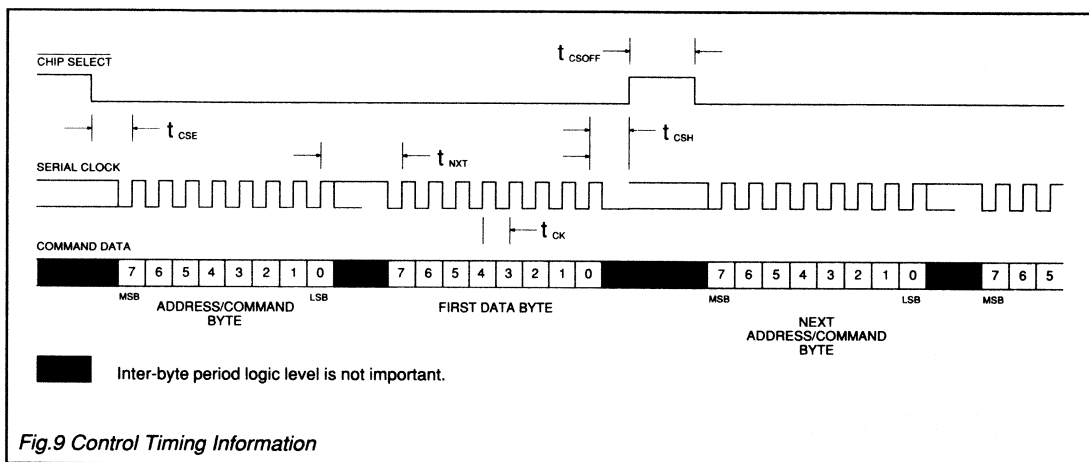 t CSOFF
CHIP SELECT
t CSE
t CSH
t NXT
SERIAL CLOCK
t CK
COMMAND DATA
7 6 5 4 3 2 1 0 7 6 5 4 3 2 1 0 7 6 5 4 3 2 1 0 7 6 5
MSB LSB MSB LSB MSB
ADDRESS/COMMAND
BYTE
FIRST DATA BYTE
NEXT
ADDRESS/COMMAND
BYTE
Inter-byte period logic level is not important.
Fig.9 Control Timing Information